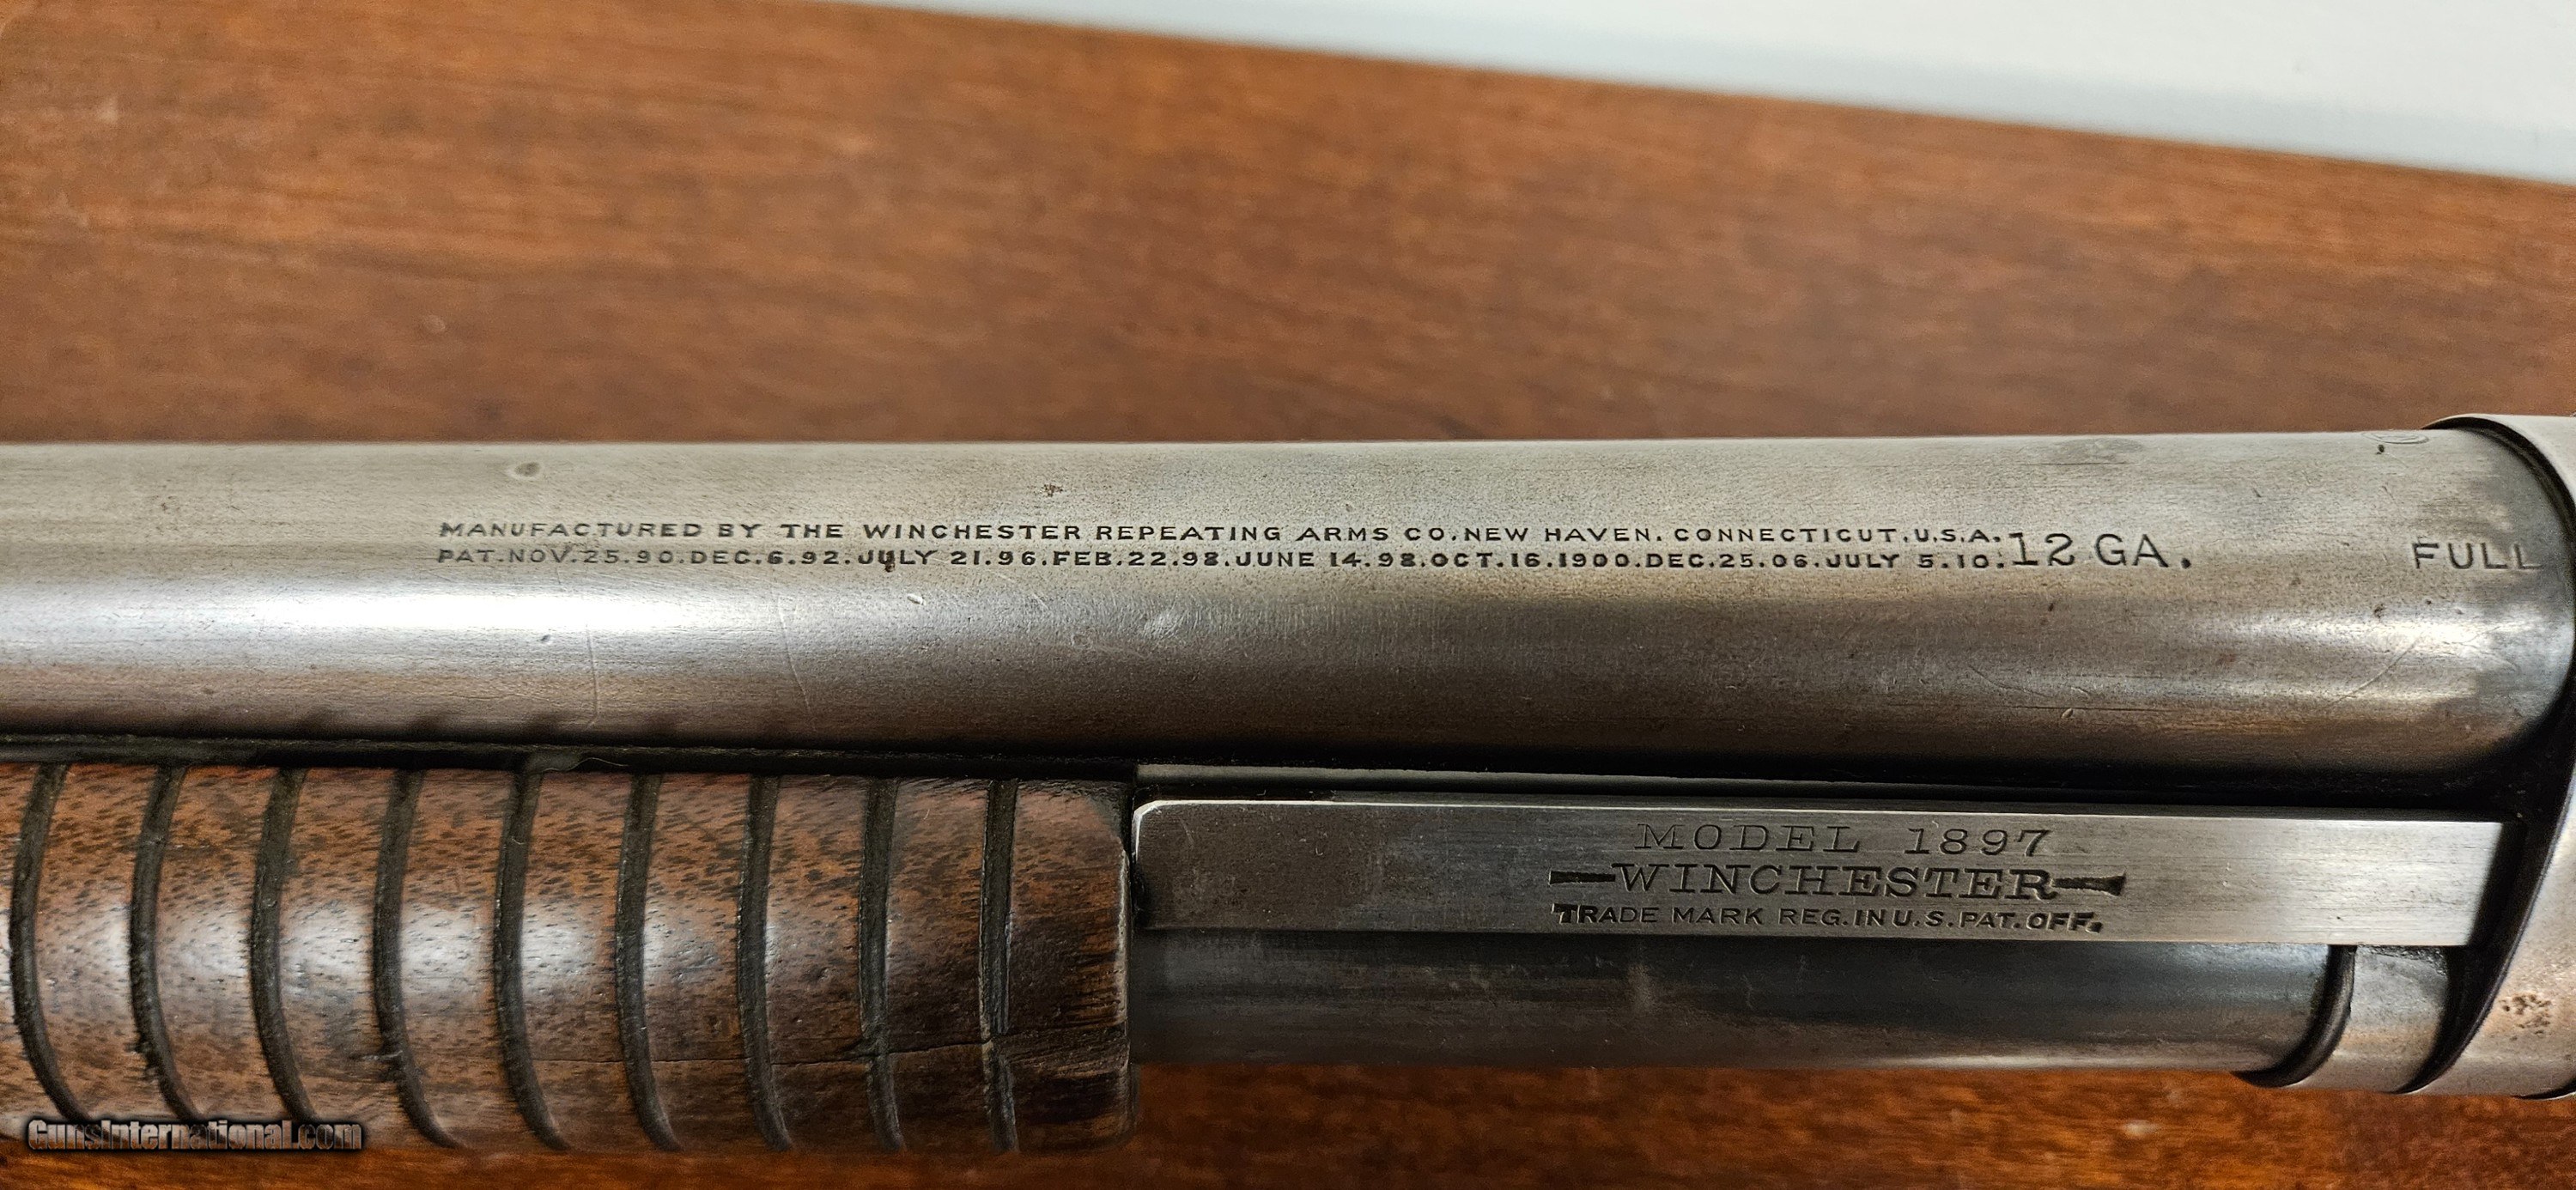 MANUFACTURED BY THE WINCHESTER REPEATING ARMS CO. NEW HAVEN. CONNECTICUT. U.S.A.
PAT. NOV. 25. 90. DEC. 6. 92. JULY 21. 96. FEB. 22. 98. JUNE 14. 98. OCT. 16. 1900. DEC. 25. 06. JULY 5. 10.
12 GA.
FULL
MODEL 1897
WINCHESTER
TRADE MARK REG. IN U.S. PAT. OFF.
GunsInternational.com